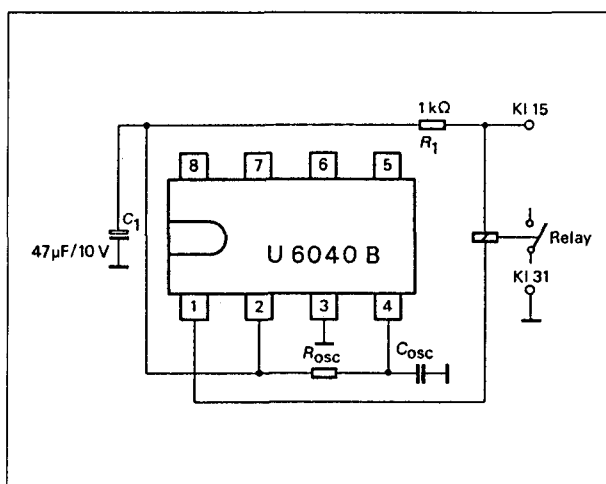 1 kΩ
Kl 15
R1
8 7 6 5
C1
47µF/10 V
U 6040 B
Relay
Kl 31
1 2 3 4
Rosc
Cosc